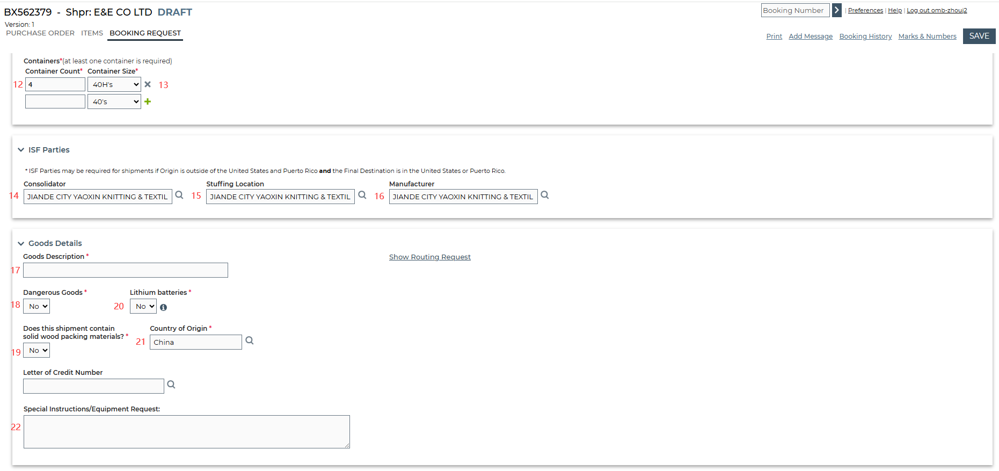 BX562379 - Shpr: E&E CO LTD DRAFT
Booking Number | Preferences | Help | Log out omb-zhouj2
Version: 1
PURCHASE ORDER ITEMS BOOKING REQUEST
Print Add Message Booking History Marks & Numbers SAVE
Containers*(at least one container is required)
Container Count* Container Size*
12 4 40H's 13
40's
ISF Parties
* ISF Parties may be required for shipments if Origin is outside of the United States and Puerto Rico and the Final Destination is in the United States or Puerto Rico.
Consolidator Stuffing Location Manufacturer
14 JIANDE CITY YAOXIN KNITTING & TEXTIL 15 JIANDE CITY YAOXIN KNITTING & TEXTIL 16 JIANDE CITY YAOXIN KNITTING & TEXTIL
Goods Details
Goods Description * Show Routing Request
17
Dangerous Goods * Lithium batteries *
18 No 20 No
Does this shipment contain Country of Origin *
solid wood packing materials? *
21 China
19 No
Letter of Credit Number
Special Instructions/Equipment Request:
22